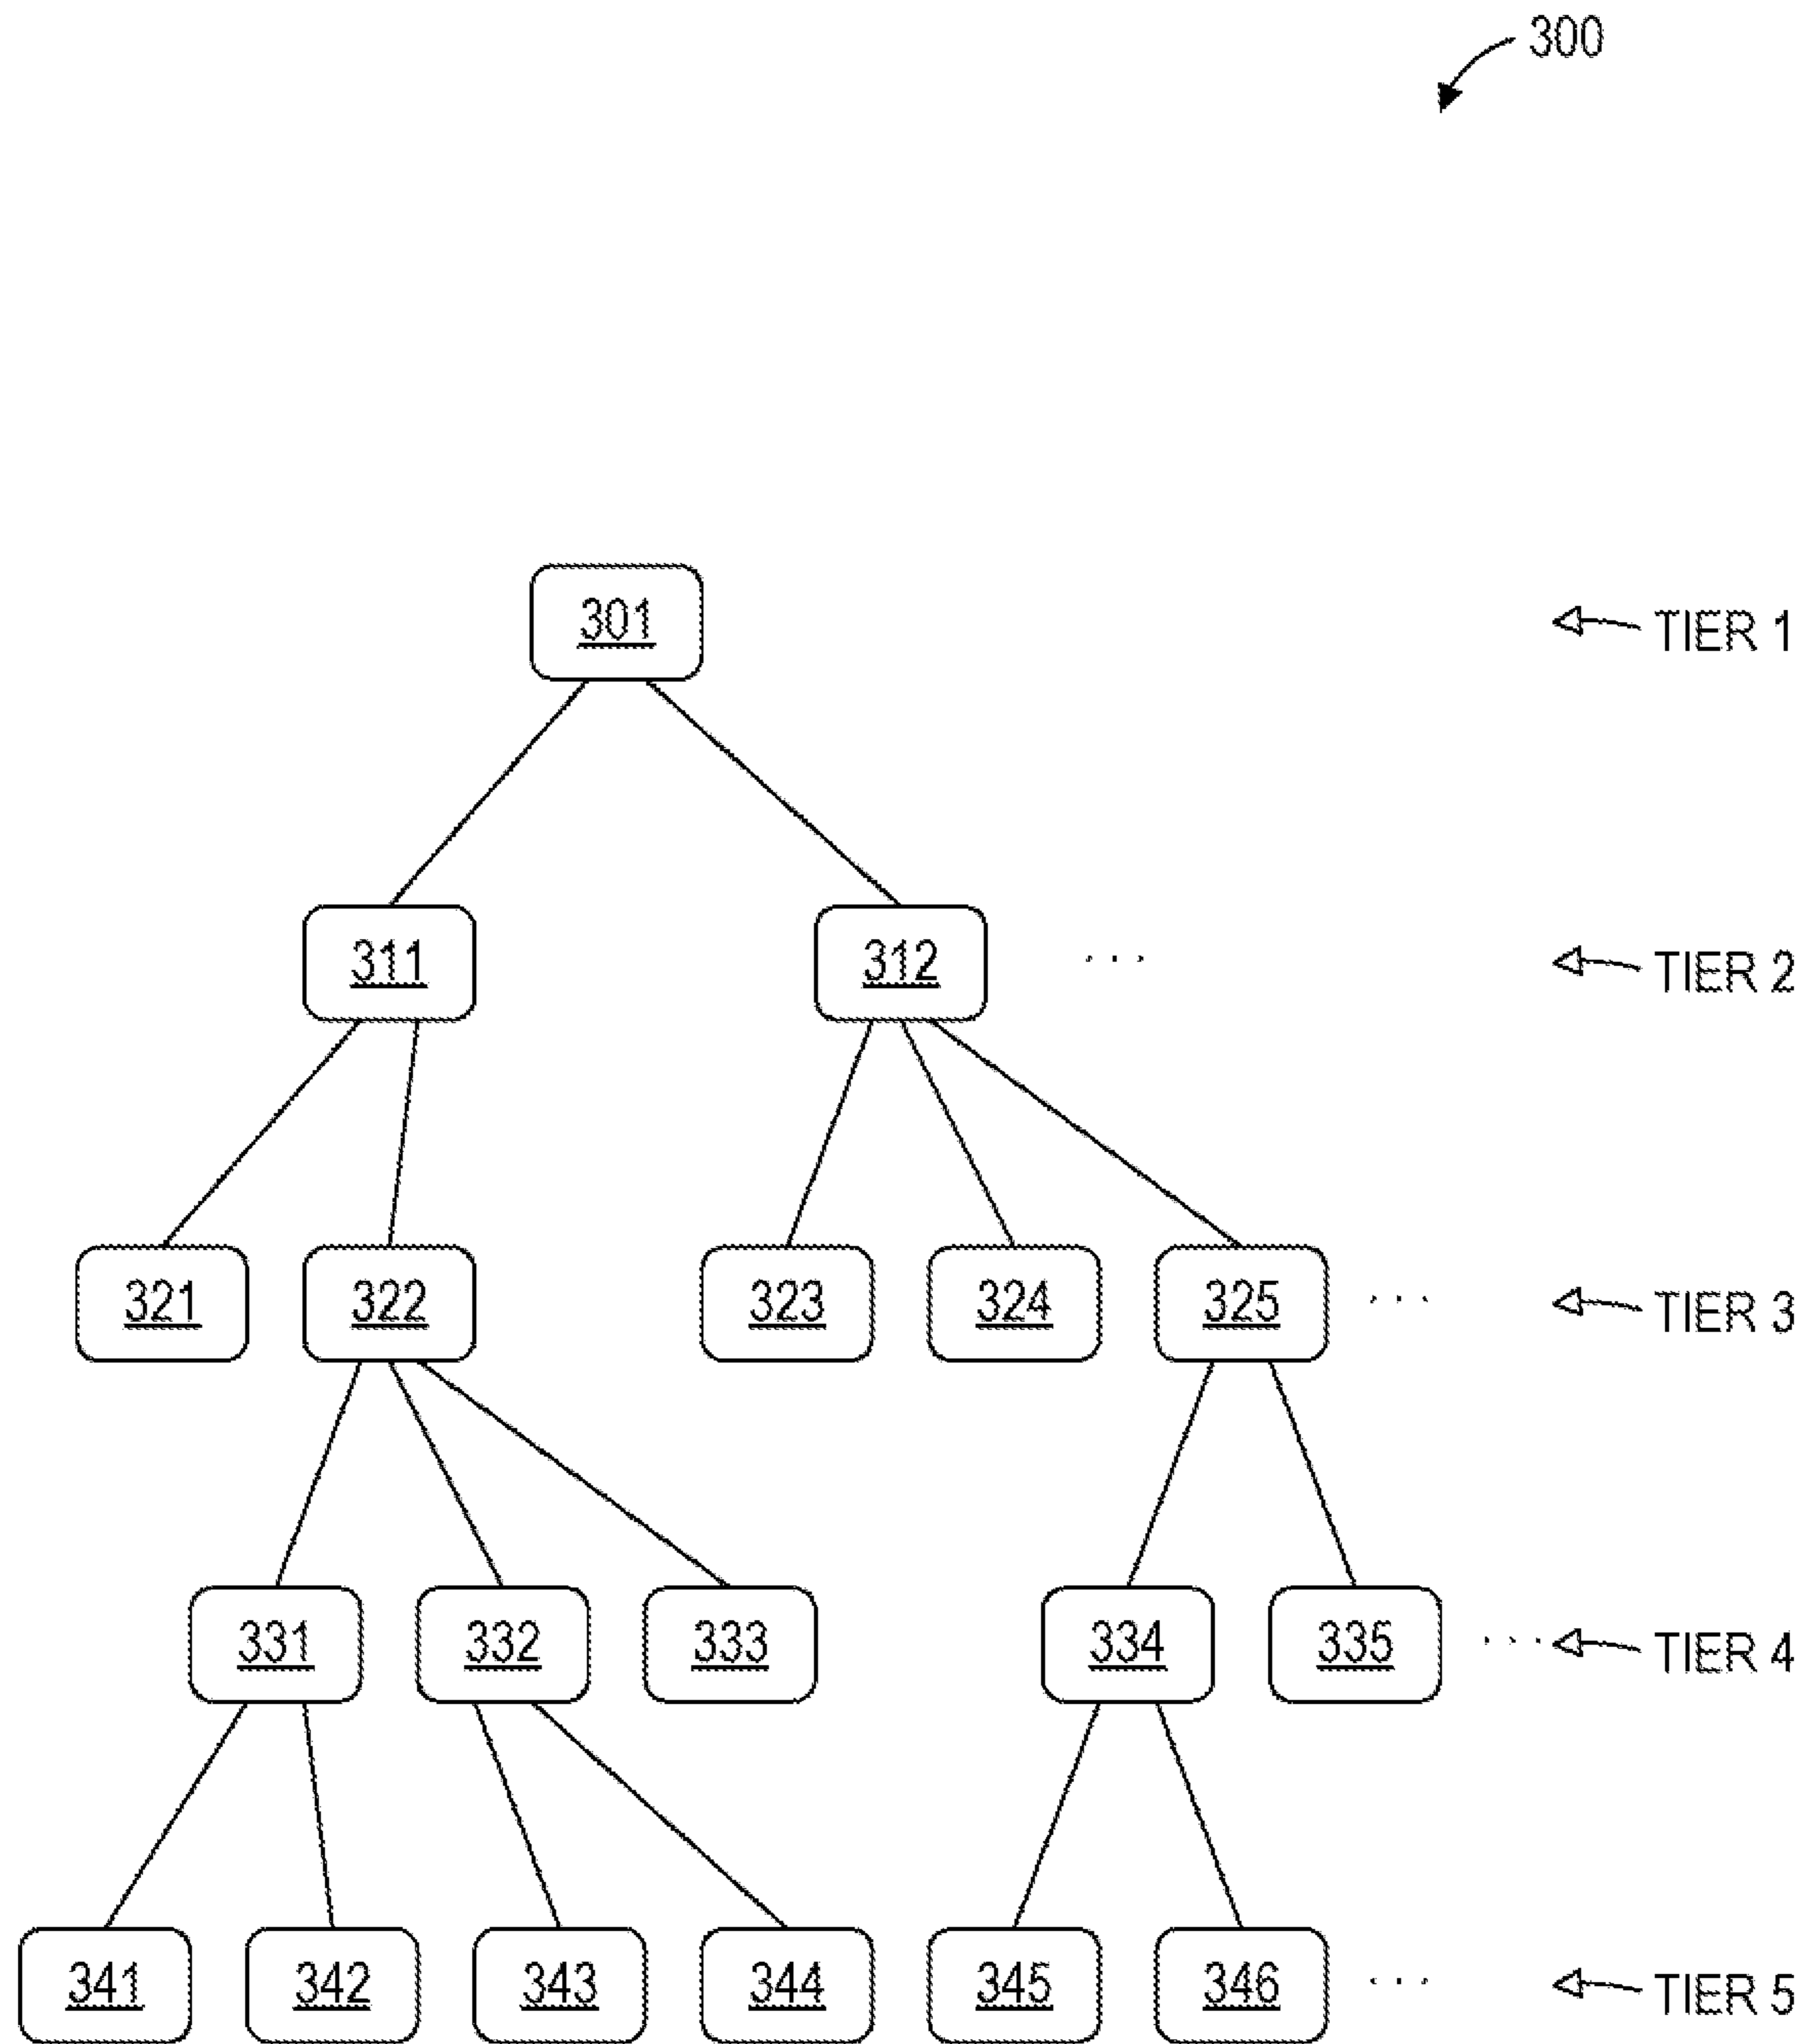 300
301
TIER 1
311 312 . . . TIER 2
321 322 323 324 325 . . . TIER 3
331 332 333 334 335 . . . TIER 4
341 342 343 344 345 346 . . . TIER 5